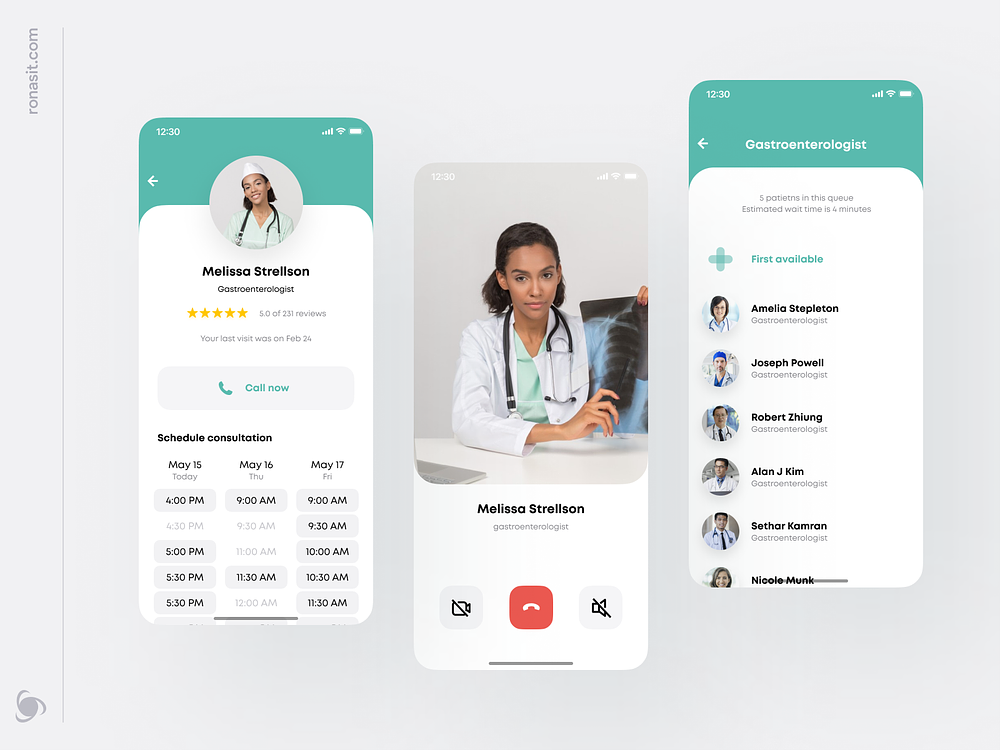 ronasit.com
12:30
Melissa Strellson
Gastroenterologist
5.0 of 231 reviews
Your last visit was on Feb 24
Call now
Schedule consultation
May 15 May 16 May 17
Today Thu Fri
4:00 PM 9:00 AM 9:00 AM
4:30 PM 9:30 AM 9:30 AM
5:00 PM 11:00 AM 10:00 AM
5:30 PM 11:30 AM 10:30 AM
5:30 PM 12:00 AM 11:30 AM
12:30
Melissa Strellson
gastroenterologist
12:30
Gastroenterologist
5 patietns in this queue
Estimated wait time is 4 minutes
First available
Amelia Stepleton
Gastroenterologist
Joseph Powell
Gastroenterologist
Robert Zhiung
Gastroenterologist
Alan J Kim
Gastroenterologist
Sethar Kamran
Gastroenterologist
Nicole Munk